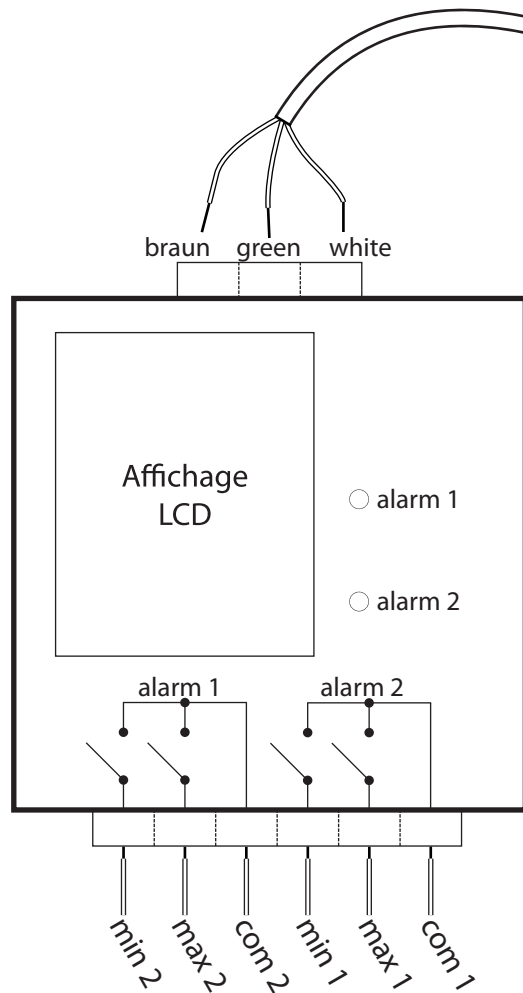 braun green white
Affichage
LCD
alarm 1
alarm 2
alarm 1 alarm 2
min 2 max 2 com 2 min 1 max 1 com 1